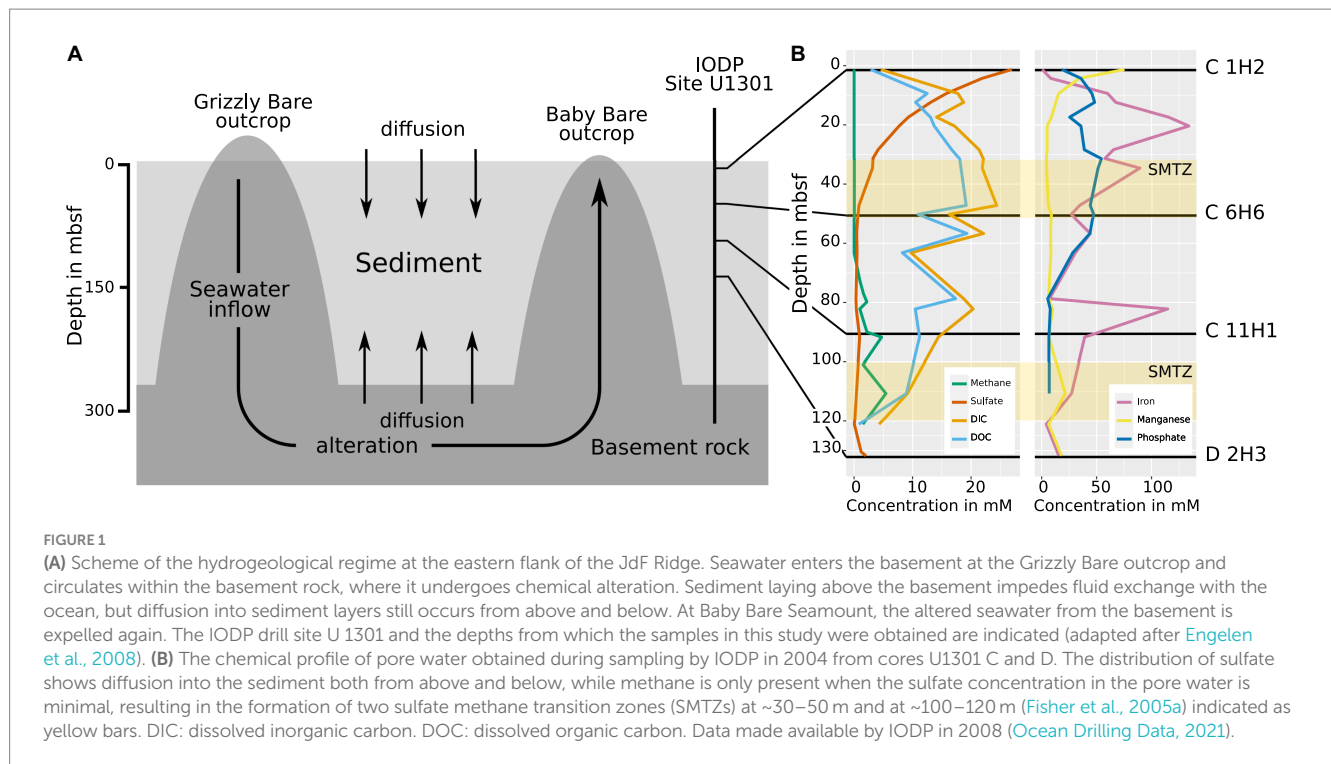 A
Grizzly Bare
outcrop
diffusion
Baby Bare
outcrop
IODP
Site U1301
0
150
300
Depth in mbsf
Sediment
Seawater
inflow
diffusion
alteration
Basement rock
B
0
20
40
60
80
100
120
130
Depth in mbsf
Methane
Sulfate
DIC
DOC
0
10
20
Concentration in mM
SMTZ
SMTZ
Iron
Manganese
Phosphate
0
50
100
Concentration in mM
C 1H2
C 6H6
C 11H1
D 2H3
FIGURE 1
(A) Scheme of the hydrogeological regime at the eastern flank of the JdF Ridge. Seawater enters the basement at the Grizzly Bare outcrop and
circulates within the basement rock, where it undergoes chemical alteration. Sediment laying above the basement impedes fluid exchange with the
ocean, but diffusion into sediment layers still occurs from above and below. At Baby Bare Seamount, the altered seawater from the basement is
expelled again. The IODP drill site U 1301 and the depths from which the samples in this study were obtained are indicated (adapted after Engelen
et al., 2008). (B) The chemical profile of pore water obtained during sampling by IODP in 2004 from cores U1301 C and D. The distribution of sulfate
shows diffusion into the sediment both from above and below, while methane is only present when the sulfate concentration in the pore water is
minimal, resulting in the formation of two sulfate methane transition zones (SMTZs) at ~30–50 m and at ~100–120 m (Fisher et al., 2005a) indicated as
yellow bars. DIC: dissolved inorganic carbon. DOC: dissolved organic carbon. Data made available by IODP in 2008 (Ocean Drilling Data, 2021).